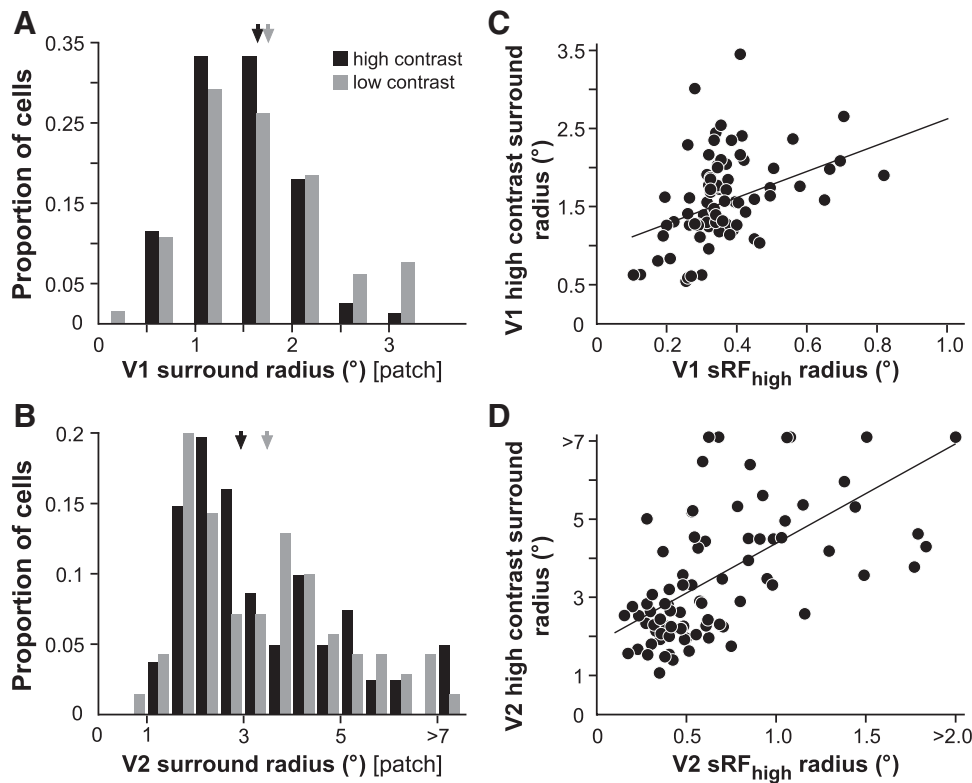 A
0.35
0.25
0.15
0.05
0
Proportion of cells
high contrast
low contrast
0
1
2
3
V1 surround radius (°) [patch]
C
3.5
2.5
1.5
0.5
0
V1 high contrast surround
radius (°)
0
0.2
0.4
0.6
0.8
1.0
V1 sRFhigh radius (°)
B
0.2
0.15
0.1
0.05
0
Proportion of cells
0
1
3
5
>7
V2 surround radius (°) [patch]
D
>7
5
3
1
0
V2 high contrast surround
radius (°)
0
0.5
1.0
1.5
>2.0
V2 sRFhigh radius (°)